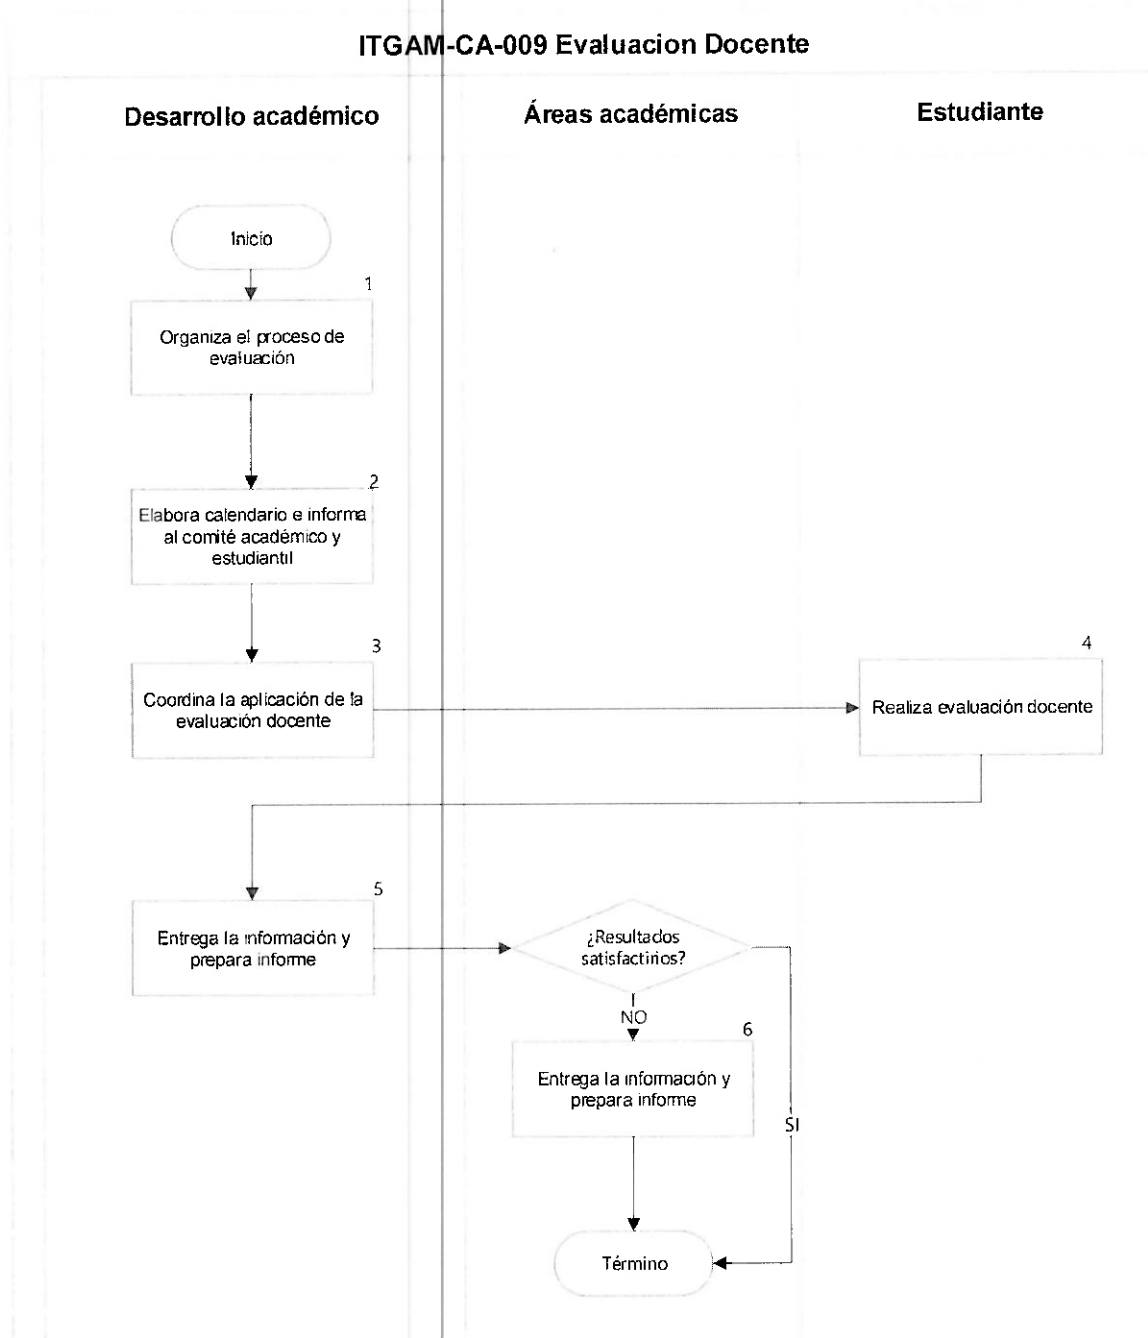 ITGAM-CA-009 Evaluacion Docente
Desarrollo académico
Áreas académicas
Estudiante
Inicio
1
Organiza el proceso de
evaluación
2
Elabora calendario e informa
al comité académico y
estudiantil
3
Coordina la aplicación de la
evaluación docente
4
Realiza evaluación docente
5
Entrega la información y
prepara informe
¿Resultados
satisfactirios?
NO
6
Entrega la información y
prepara informe
SI
Término